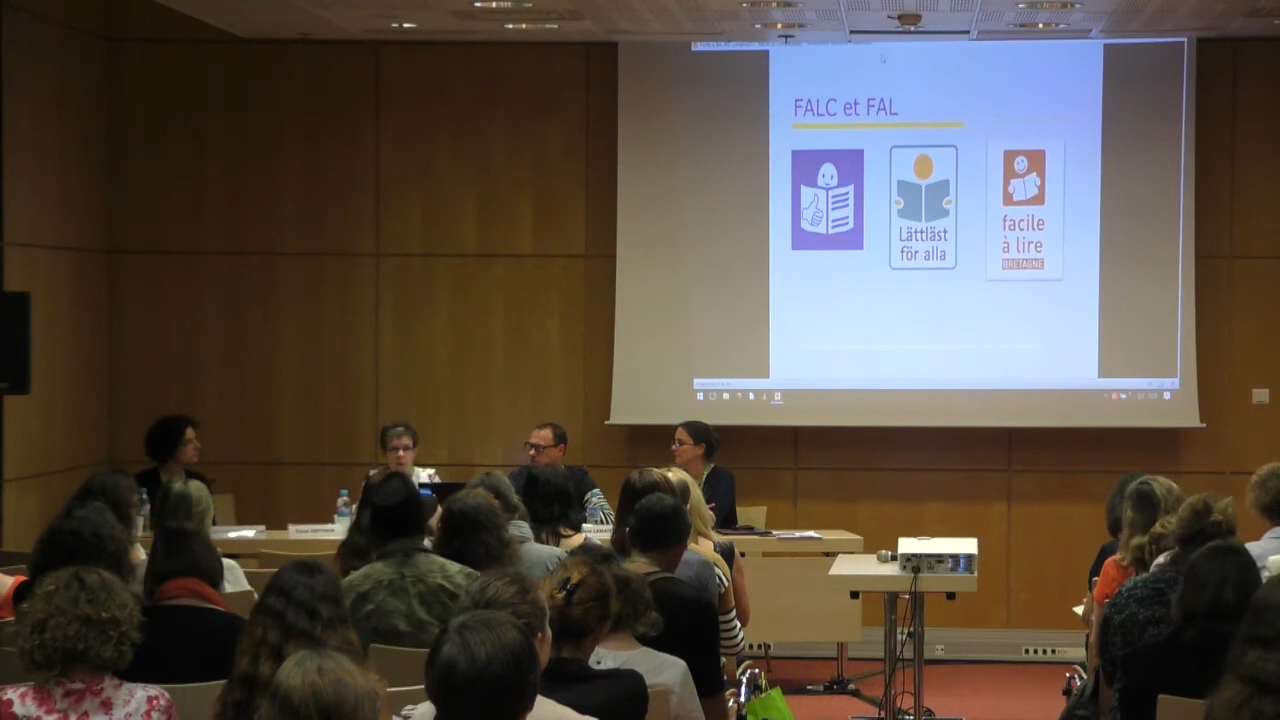 FALC et FAL
Lättläst
för alla
facile
à lire
BRETAGNE